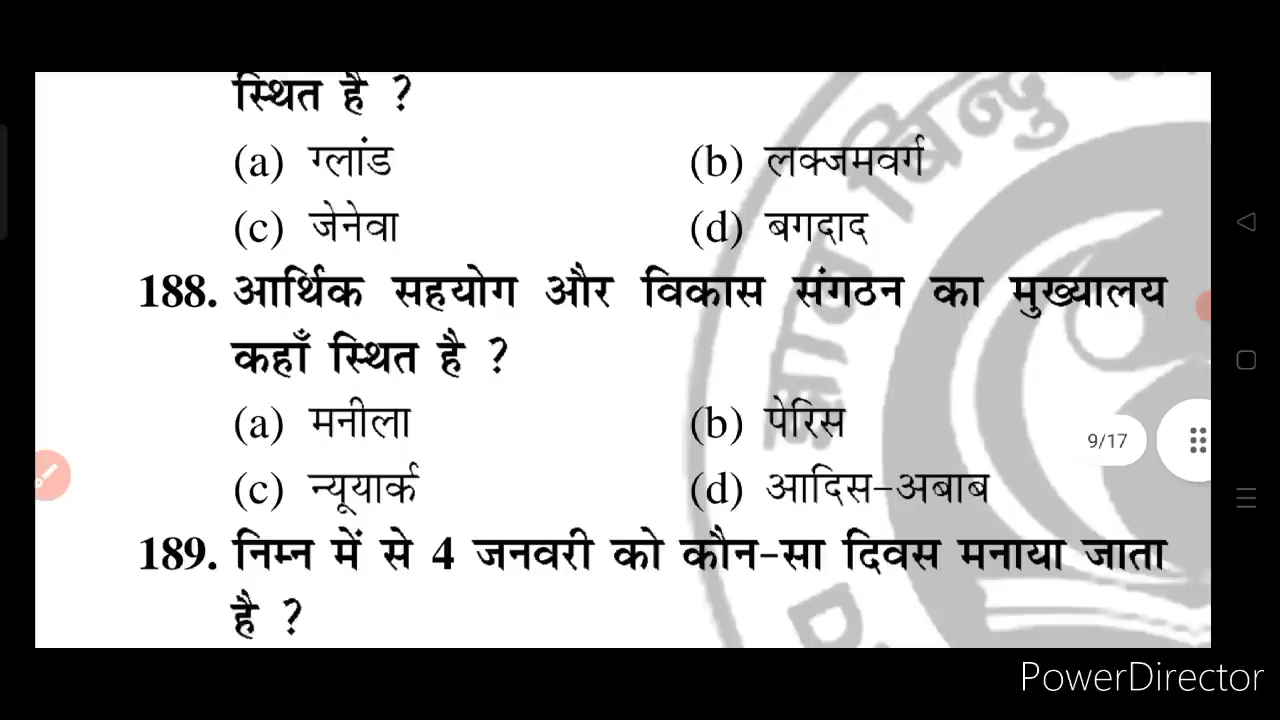 स्थित है ?
(a) ग्लांड (b) लक्जमवर्ग
(c) जेनेवा (d) बगदाद
188. आर्थिक सहयोग और विकास संगठन का मुख्यालय
कहाँ स्थित है ?
(a) मनीला (b) पेरिस
9/17
(c) न्यूयार्क (d) आदिस-अबाब
189. निम्न में से 4 जनवरी को कौन-सा दिवस मनाया जाता
है ?
ज्ञान बिन्दु
PowerDirector